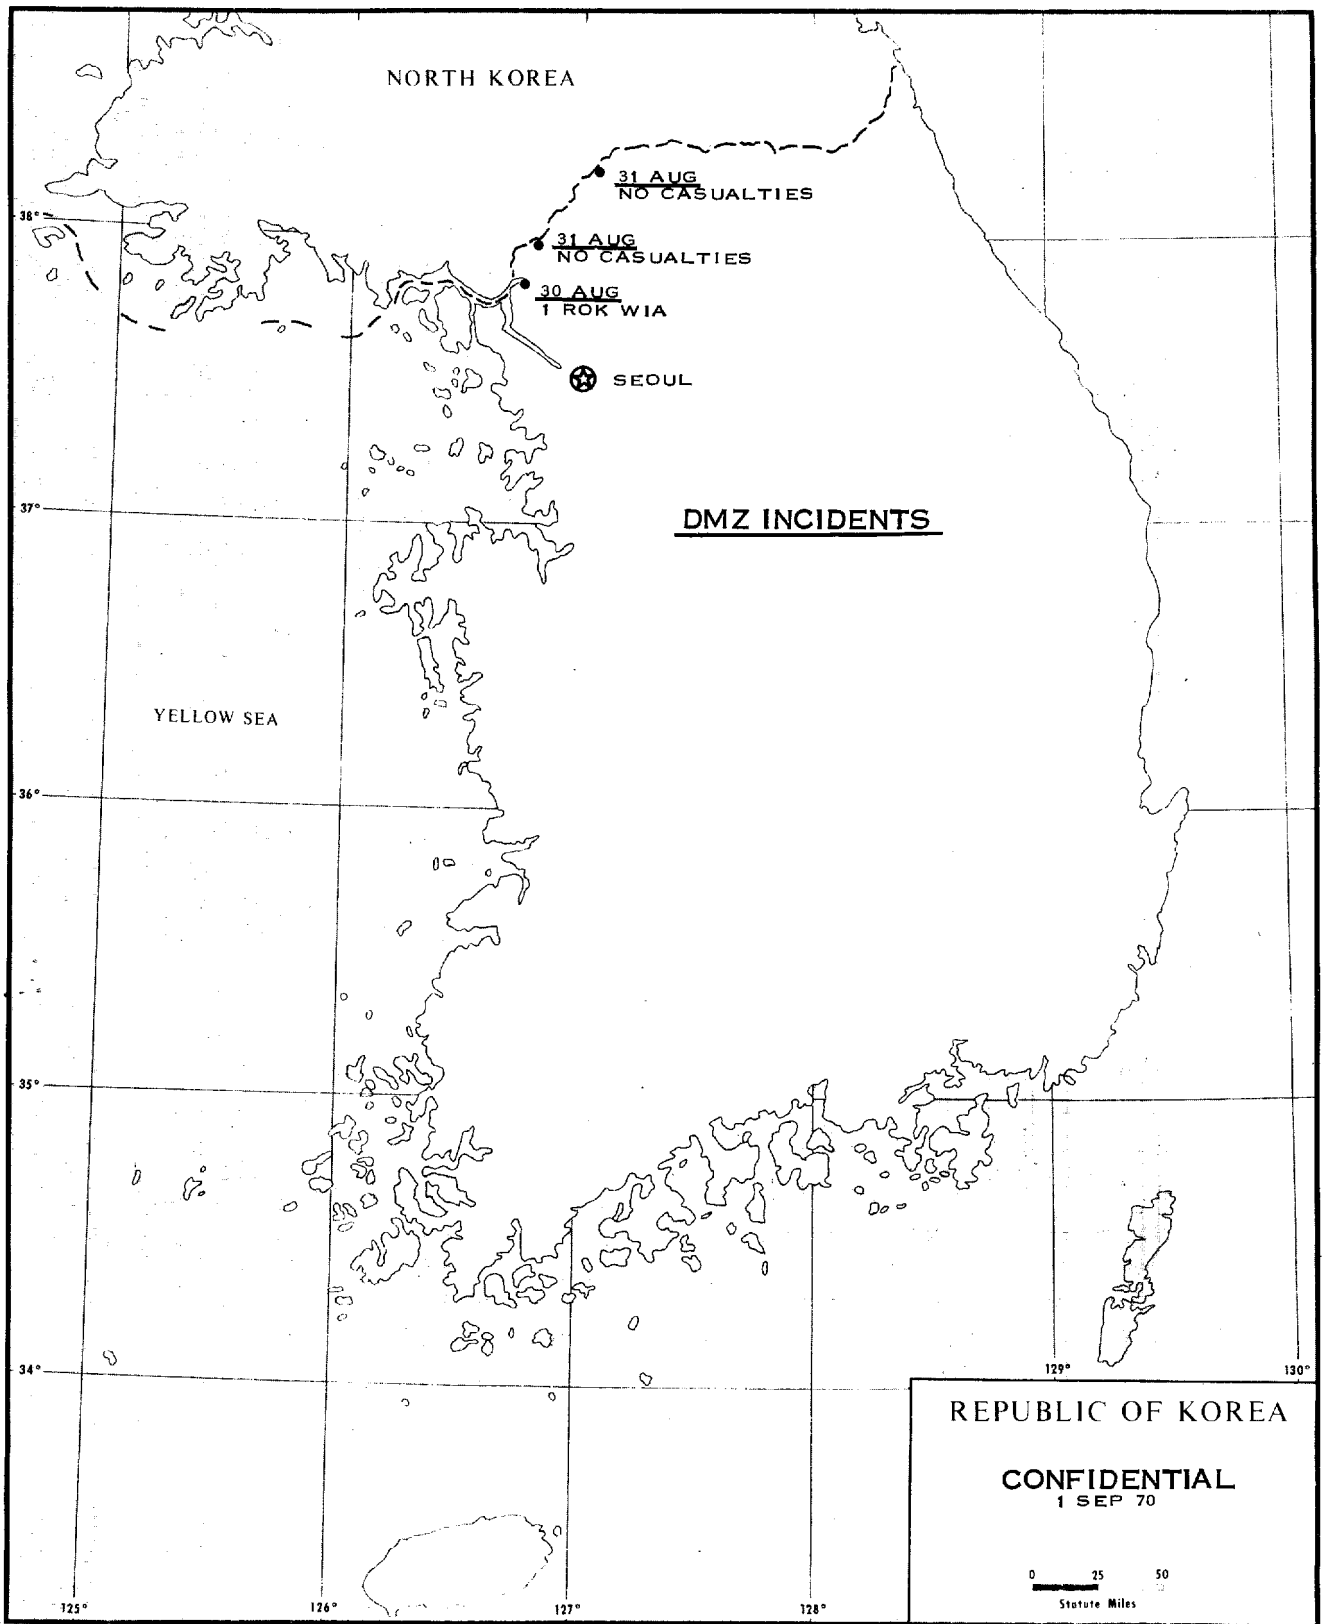 NORTH KOREA
31 AUG
NO CASUALTIES
38°
31 AUG
NO CASUALTIES
30 AUG
1 ROK WIA
SEOUL
37°
DMZ INCIDENTS
YELLOW SEA
36°
35°
34°
129°
130°
REPUBLIC OF KOREA
CONFIDENTIAL
1 SEP 70
0 25 50
Statute Miles
125°
126°
127°
128°